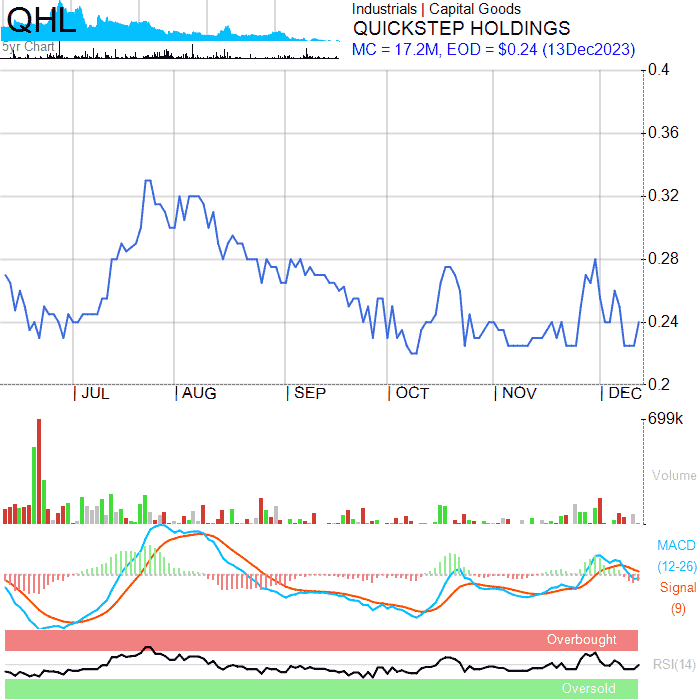 QHL
5yr Chart
Industrials | Capital Goods
QUICKSTEP HOLDINGS
MC = 17.2M, EOD = $0.24 (13Dec2023)
0.4
0.36
0.32
0.28
0.24
0.2
| JUL | AUG | SEP | OCT | NOV | DEC
699k
Volume
MACD
(12-26)
Signal
(9)
Overbought
RSI(14)
Oversold